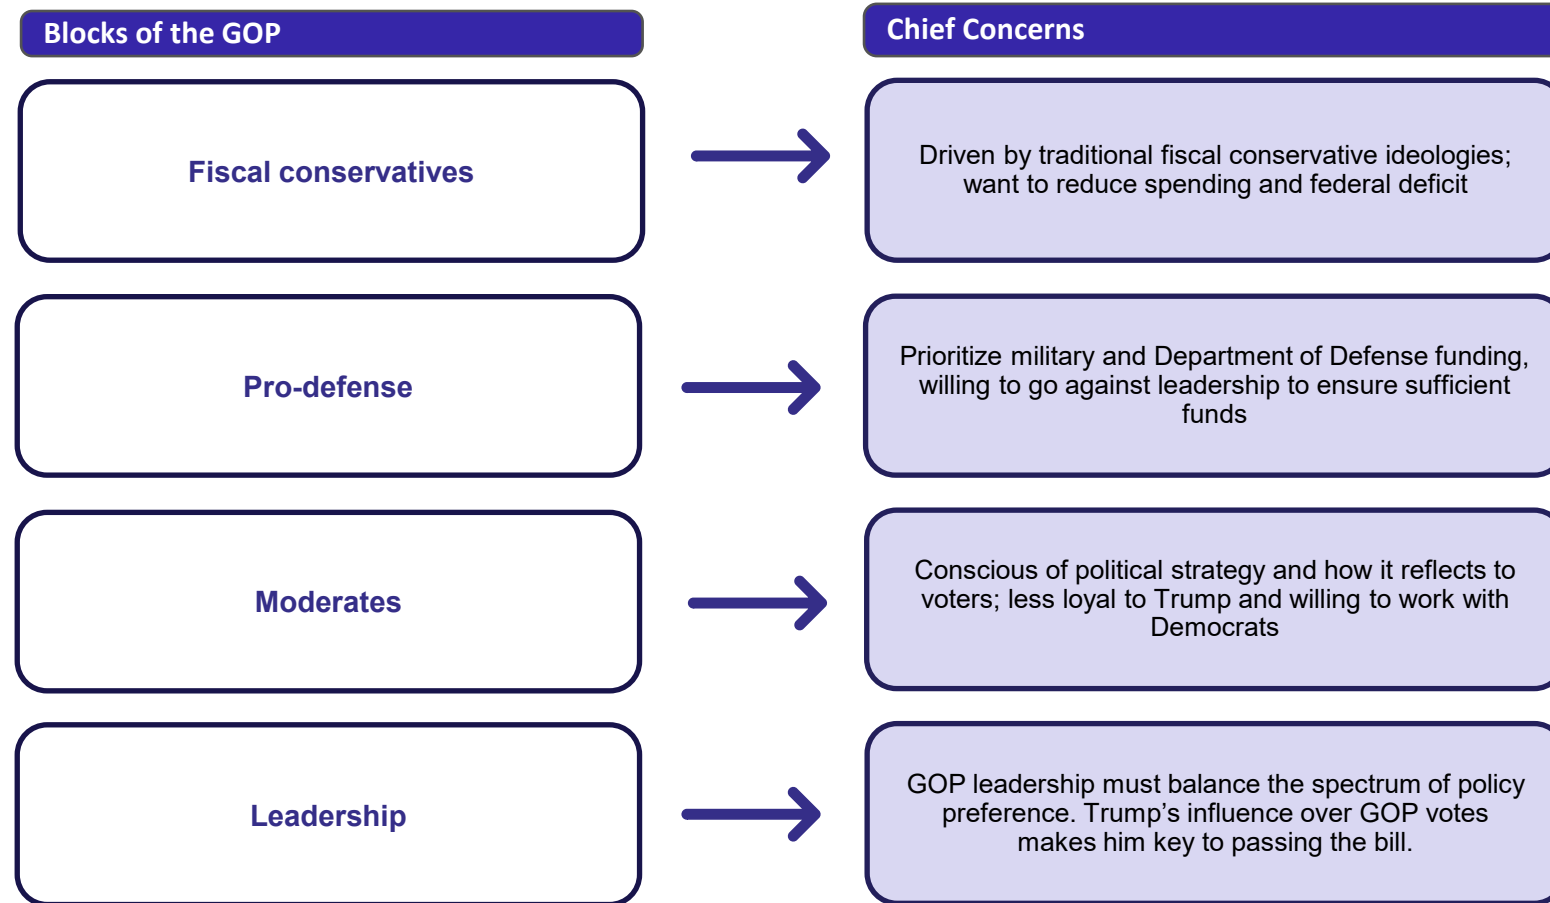 Blocks of the GOP
Chief Concerns
Fiscal conservatives
Driven by traditional fiscal conservative ideologies;
want to reduce spending and federal deficit
Pro-defense
Prioritize military and Department of Defense funding,
willing to go against leadership to ensure sufficient
funds
Moderates
Conscious of political strategy and how it reflects to
voters; less loyal to Trump and willing to work with
Democrats
Leadership
GOP leadership must balance the spectrum of policy
preference. Trump’s influence over GOP votes
makes him key to passing the bill.